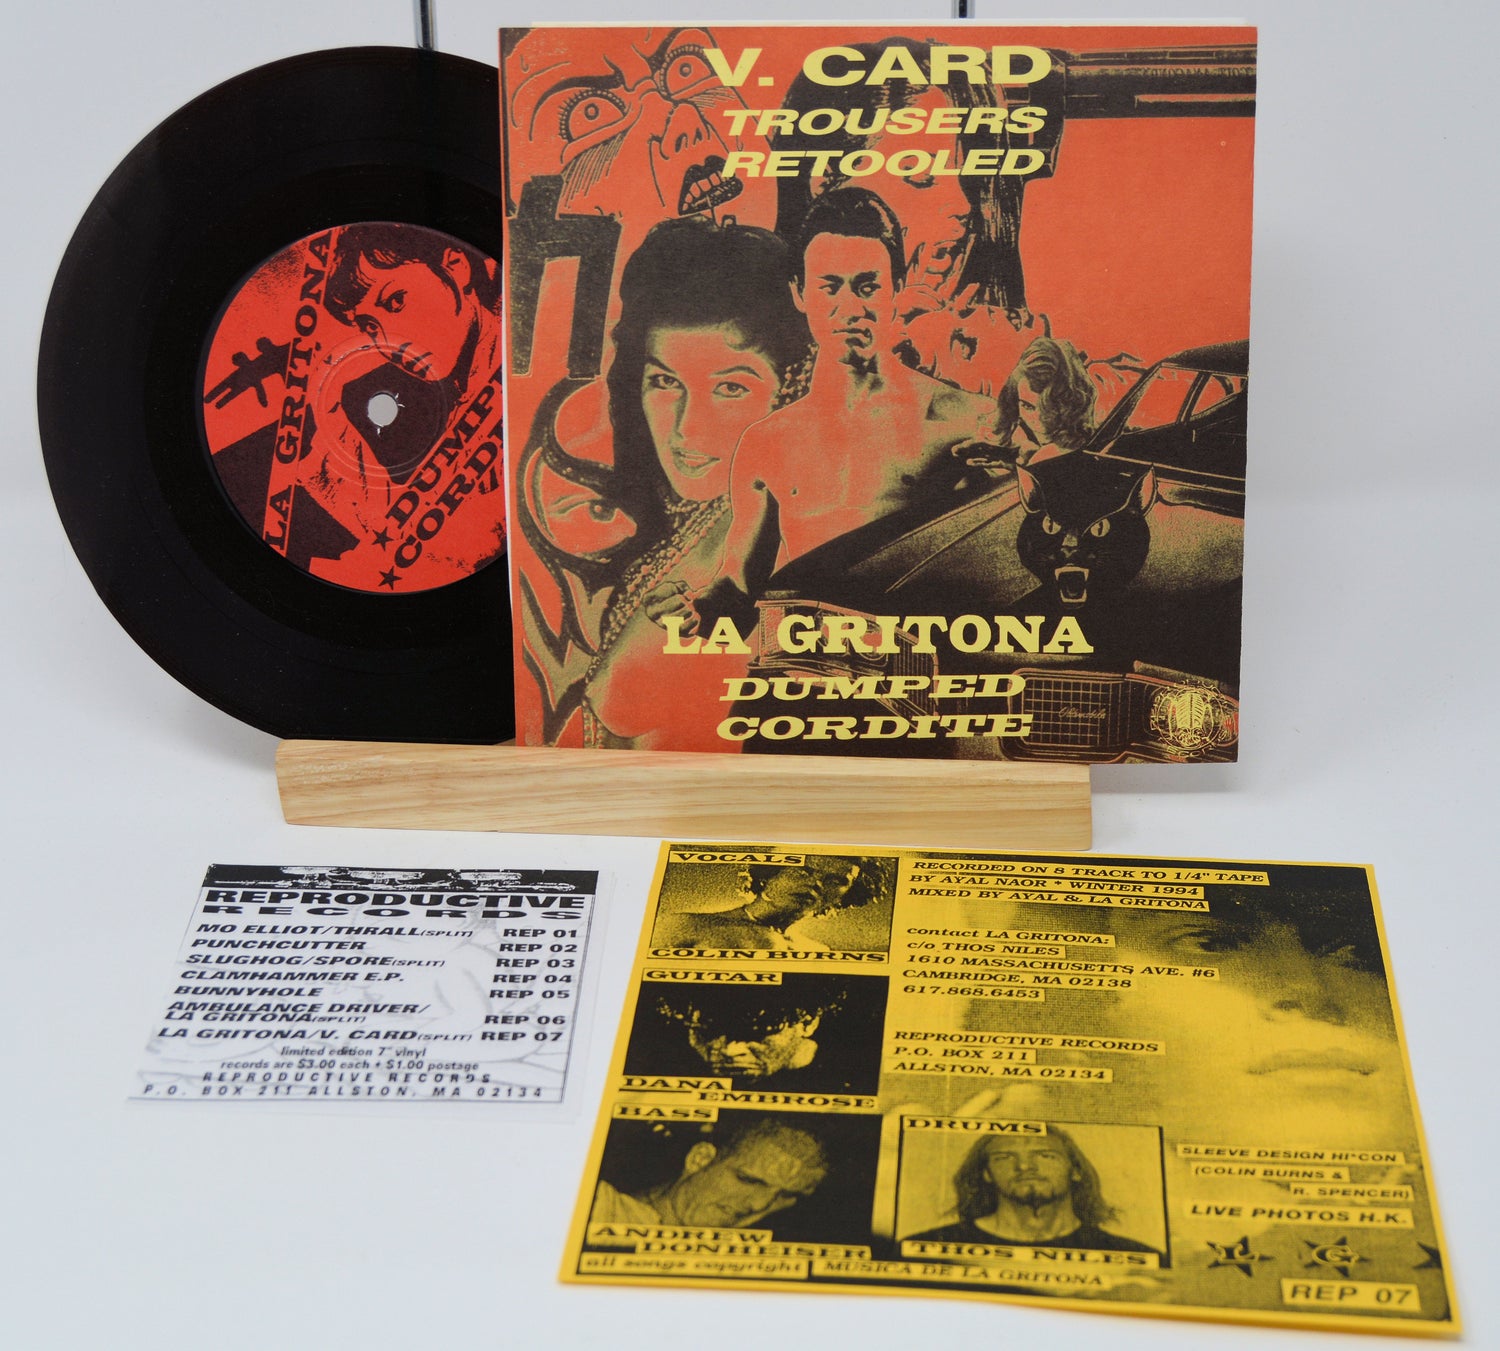 V. CARD
TROUSERS
RETOOLED
LA GRITONA
DUMPED
CORDITE
LA GRITONA
★DUMP
★CORD
REPRODUCTIVE
RECORDS
MO ELLIOT/THRALL(SPLIT) REP 01
PUNCHCUTTER REP 02
SLUGHOG/SPORE(SPLIT) REP 03
CLAMHAMMER E.P. REP 04
BUNNYHOLE REP 05
AMBULANCE DRIVER/
LA GRITONA(SPLIT) REP 06
LA GRITONA/V. CARD(SPLIT) REP 07
limited edition 7" vinyl
records are $3.00 each + $1.00 postage
REPRODUCTIVE RECORDS
P.O. BOX 211 ALLSTON, MA 02134
VOCALS
COLIN BURNS
GUITAR
DANA
EMBROSE
BASS
ANDREW
DONHEISER
DRUMS
THOS NILES
RECORDED ON 8 TRACK TO 1/4" TAPE
BY AYAL NAOR * WINTER 1994
MIXED BY AYAL & LA GRITONA
contact LA GRITONA:
c/o THOS NILES
1610 MASSACHUSETTS AVE. #6
CAMBRIDGE, MA 02138
617.868.6453
REPRODUCTIVE RECORDS
P.O. BOX 211
ALLSTON, MA 02134
SLEEVE DESIGN HI*CON
(COLIN BURNS &
R. SPENCER)
LIVE PHOTOS H.K.
L G
all songs copyright MUSICA DE LA GRITONA
REP 07